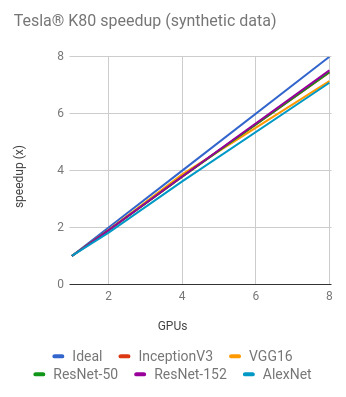 Tesla® K80 speedup (synthetic data)
8
6
4
2
0
speedup (x)
2 4 6 8
GPUs
Ideal InceptionV3 VGG16
ResNet-50 ResNet-152 AlexNet